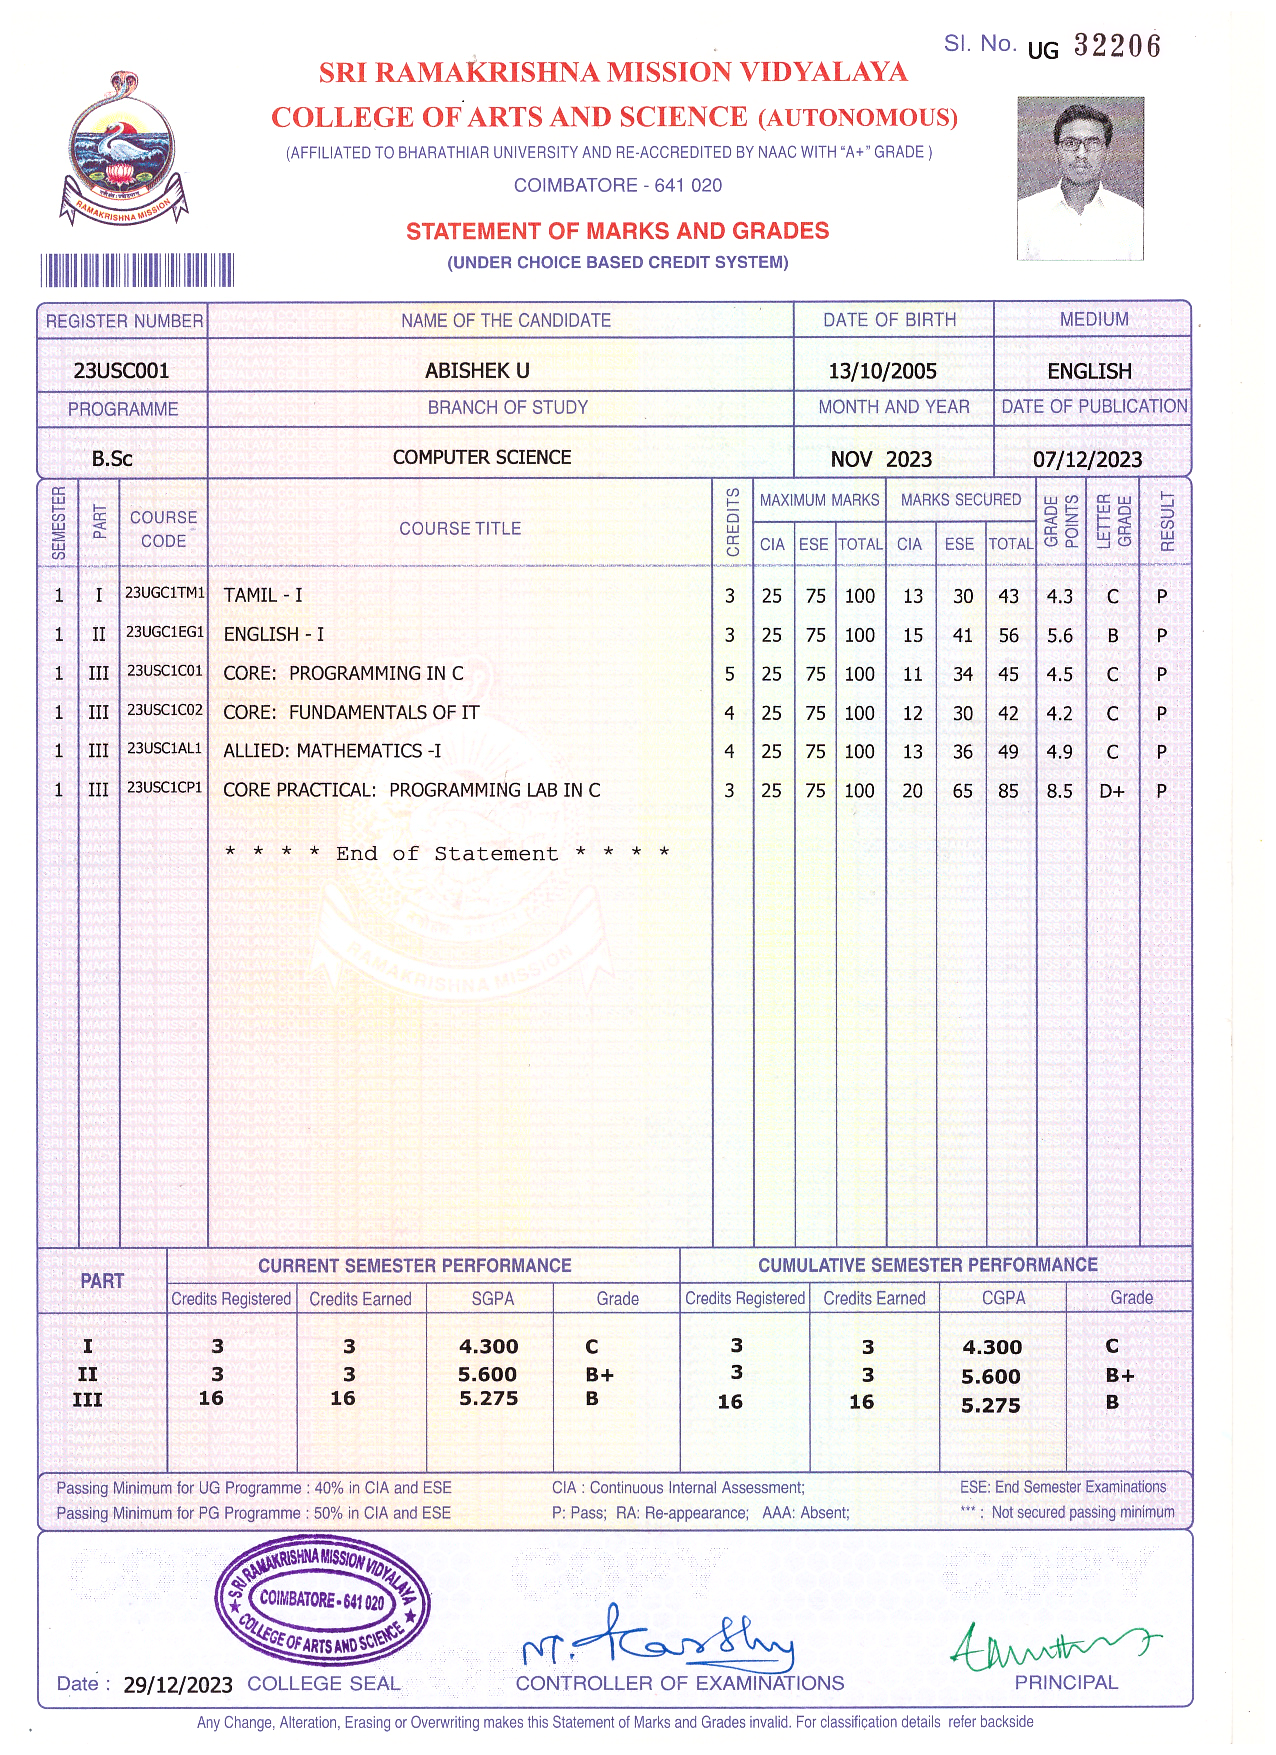 Sl. No. UG 32206
SRI RAMAKRISHNA MISSION VIDYALAYA
COLLEGE OF ARTS AND SCIENCE (AUTONOMOUS)
(AFFILIATED TO BHARATHIAR UNIVERSITY AND RE-ACCREDITED BY NAAC WITH "A+" GRADE )
COIMBATORE - 641 020
RAMAKRISHNA MISSION
STATEMENT OF MARKS AND GRADES
(UNDER CHOICE BASED CREDIT SYSTEM)
REGISTER NUMBER NAME OF THE CANDIDATE DATE OF BIRTH MEDIUM
23USC001 ABISHEK U 13/10/2005 ENGLISH
PROGRAMME BRANCH OF STUDY MONTH AND YEAR DATE OF PUBLICATION
B.Sc COMPUTER SCIENCE NOV 2023 07/12/2023
SEMESTER PART COURSE CODE COURSE TITLE CREDITS MAXIMUM MARKS MARKS SECURED GRADE POINTS LETTER GRADE RESULT
CIA ESE TOTAL CIA ESE TOTAL
1 I 23UGC1TM1 TAMIL - I 3 25 75 100 13 30 43 4.3 C P
1 II 23UGC1EG1 ENGLISH - I 3 25 75 100 15 41 56 5.6 B P
1 III 23USC1C01 CORE: PROGRAMMING IN C 5 25 75 100 11 34 45 4.5 C P
1 III 23USC1C02 CORE: FUNDAMENTALS OF IT 4 25 75 100 12 30 42 4.2 C P
1 III 23USC1AL1 ALLIED: MATHEMATICS -I 4 25 75 100 13 36 49 4.9 C P
1 III 23USC1CP1 CORE PRACTICAL: PROGRAMMING LAB IN C 3 25 75 100 20 65 85 8.5 D+ P
* * * * End of Statement * * * *
RAMAKRISHNA MISSION
PART CURRENT SEMESTER PERFORMANCE CUMULATIVE SEMESTER PERFORMANCE
Credits Registered Credits Earned SGPA Grade Credits Registered Credits Earned CGPA Grade
I 3 3 4.300 C 3 3 4.300 C
II 3 3 5.600 B+ 3 3 5.600 B+
III 16 16 5.275 B 16 16 5.275 B
Passing Minimum for UG Programme : 40% in CIA and ESE CIA : Continuous Internal Assessment; ESE: End Semester Examinations
Passing Minimum for PG Programme : 50% in CIA and ESE P: Pass; RA: Re-appearance; AAA: Absent; *** : Not secured passing minimum
COPY COPY COPY
SRI RAMAKRISHNA MISSION VIDYALAYA
COIMBATORE - 641 020
COLLEGE OF ARTS AND SCIENCE
Date : 29/12/2023 COLLEGE SEAL CONTROLLER OF EXAMINATIONS PRINCIPAL
Any Change, Alteration, Erasing or Overwriting makes this Statement of Marks and Grades invalid. For classification details refer backside